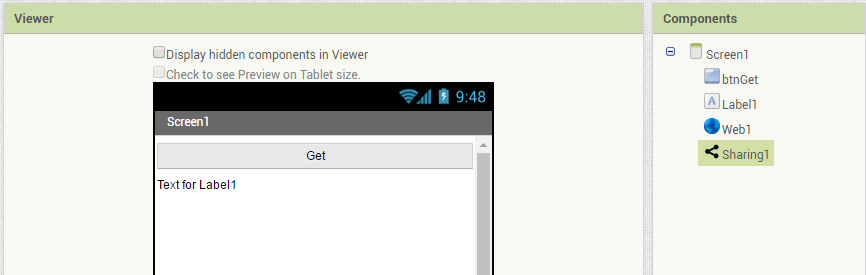 Viewer
Display hidden components in Viewer
Check to see Preview on Tablet size.
9:48
Screen1
Get
Text for Label1
Components
Screen1
btnGet
A Label1
Web1
Sharing1